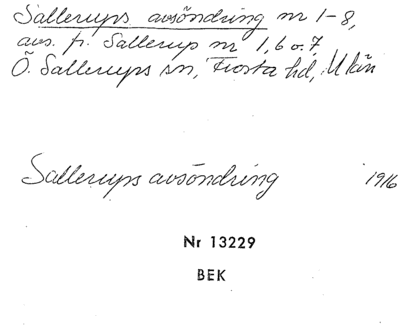 Sallerups avsöndring nr 1-8,
avs. fr. Sallerup nr 1, 6 o. 7
Ö. Sallerups sn, Frosta hd, M län
Sallerups avsöndring 1916
Nr 13229
BEK